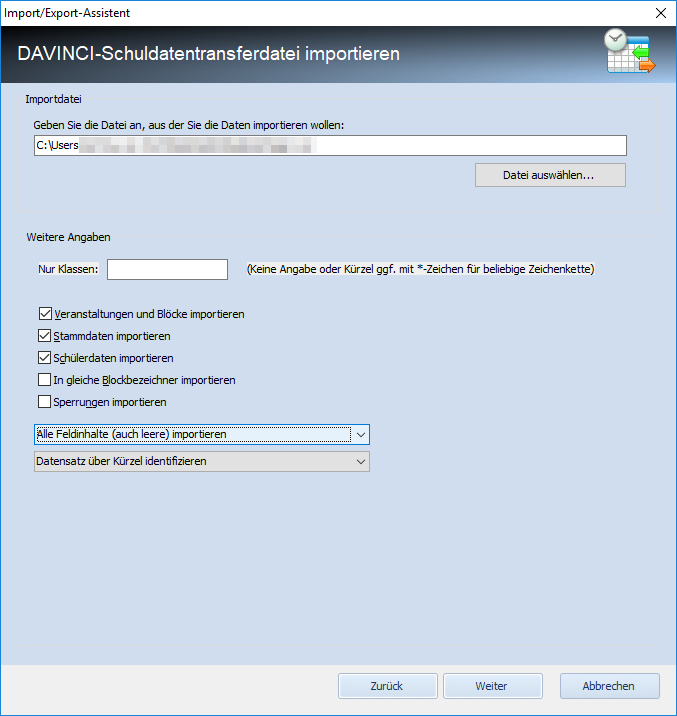 Import/Export-Assistent
DAVINCI-Schuldatentransferdatei importieren
Importdatei
Geben Sie die Datei an, aus der Sie die Daten importieren wollen:
C:\Users
Datei auswählen...
Weitere Angaben
Nur Klassen: (Keine Angabe oder Kürzel ggf. mit *-Zeichen für beliebige Zeichenkette)
Veranstaltungen und Blöcke importieren
Stammdaten importieren
Schülerdaten importieren
In gleiche Blockbezeichner importieren
Sperrungen importieren
Alle Feldinhalte (auch leere) importieren
Datensatz über Kürzel identifizieren
Zurück Weiter Abbrechen